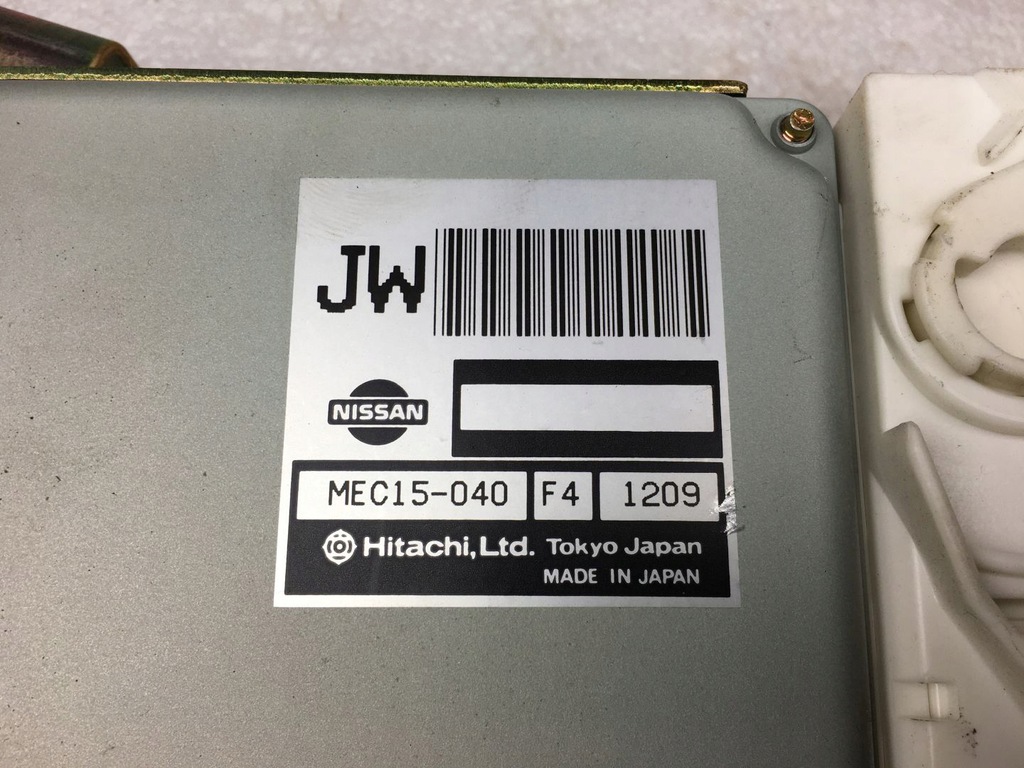 JW
NISSAN
MEC15-040 F4 1209
Hitachi,Ltd. Tokyo Japan
MADE IN JAPAN